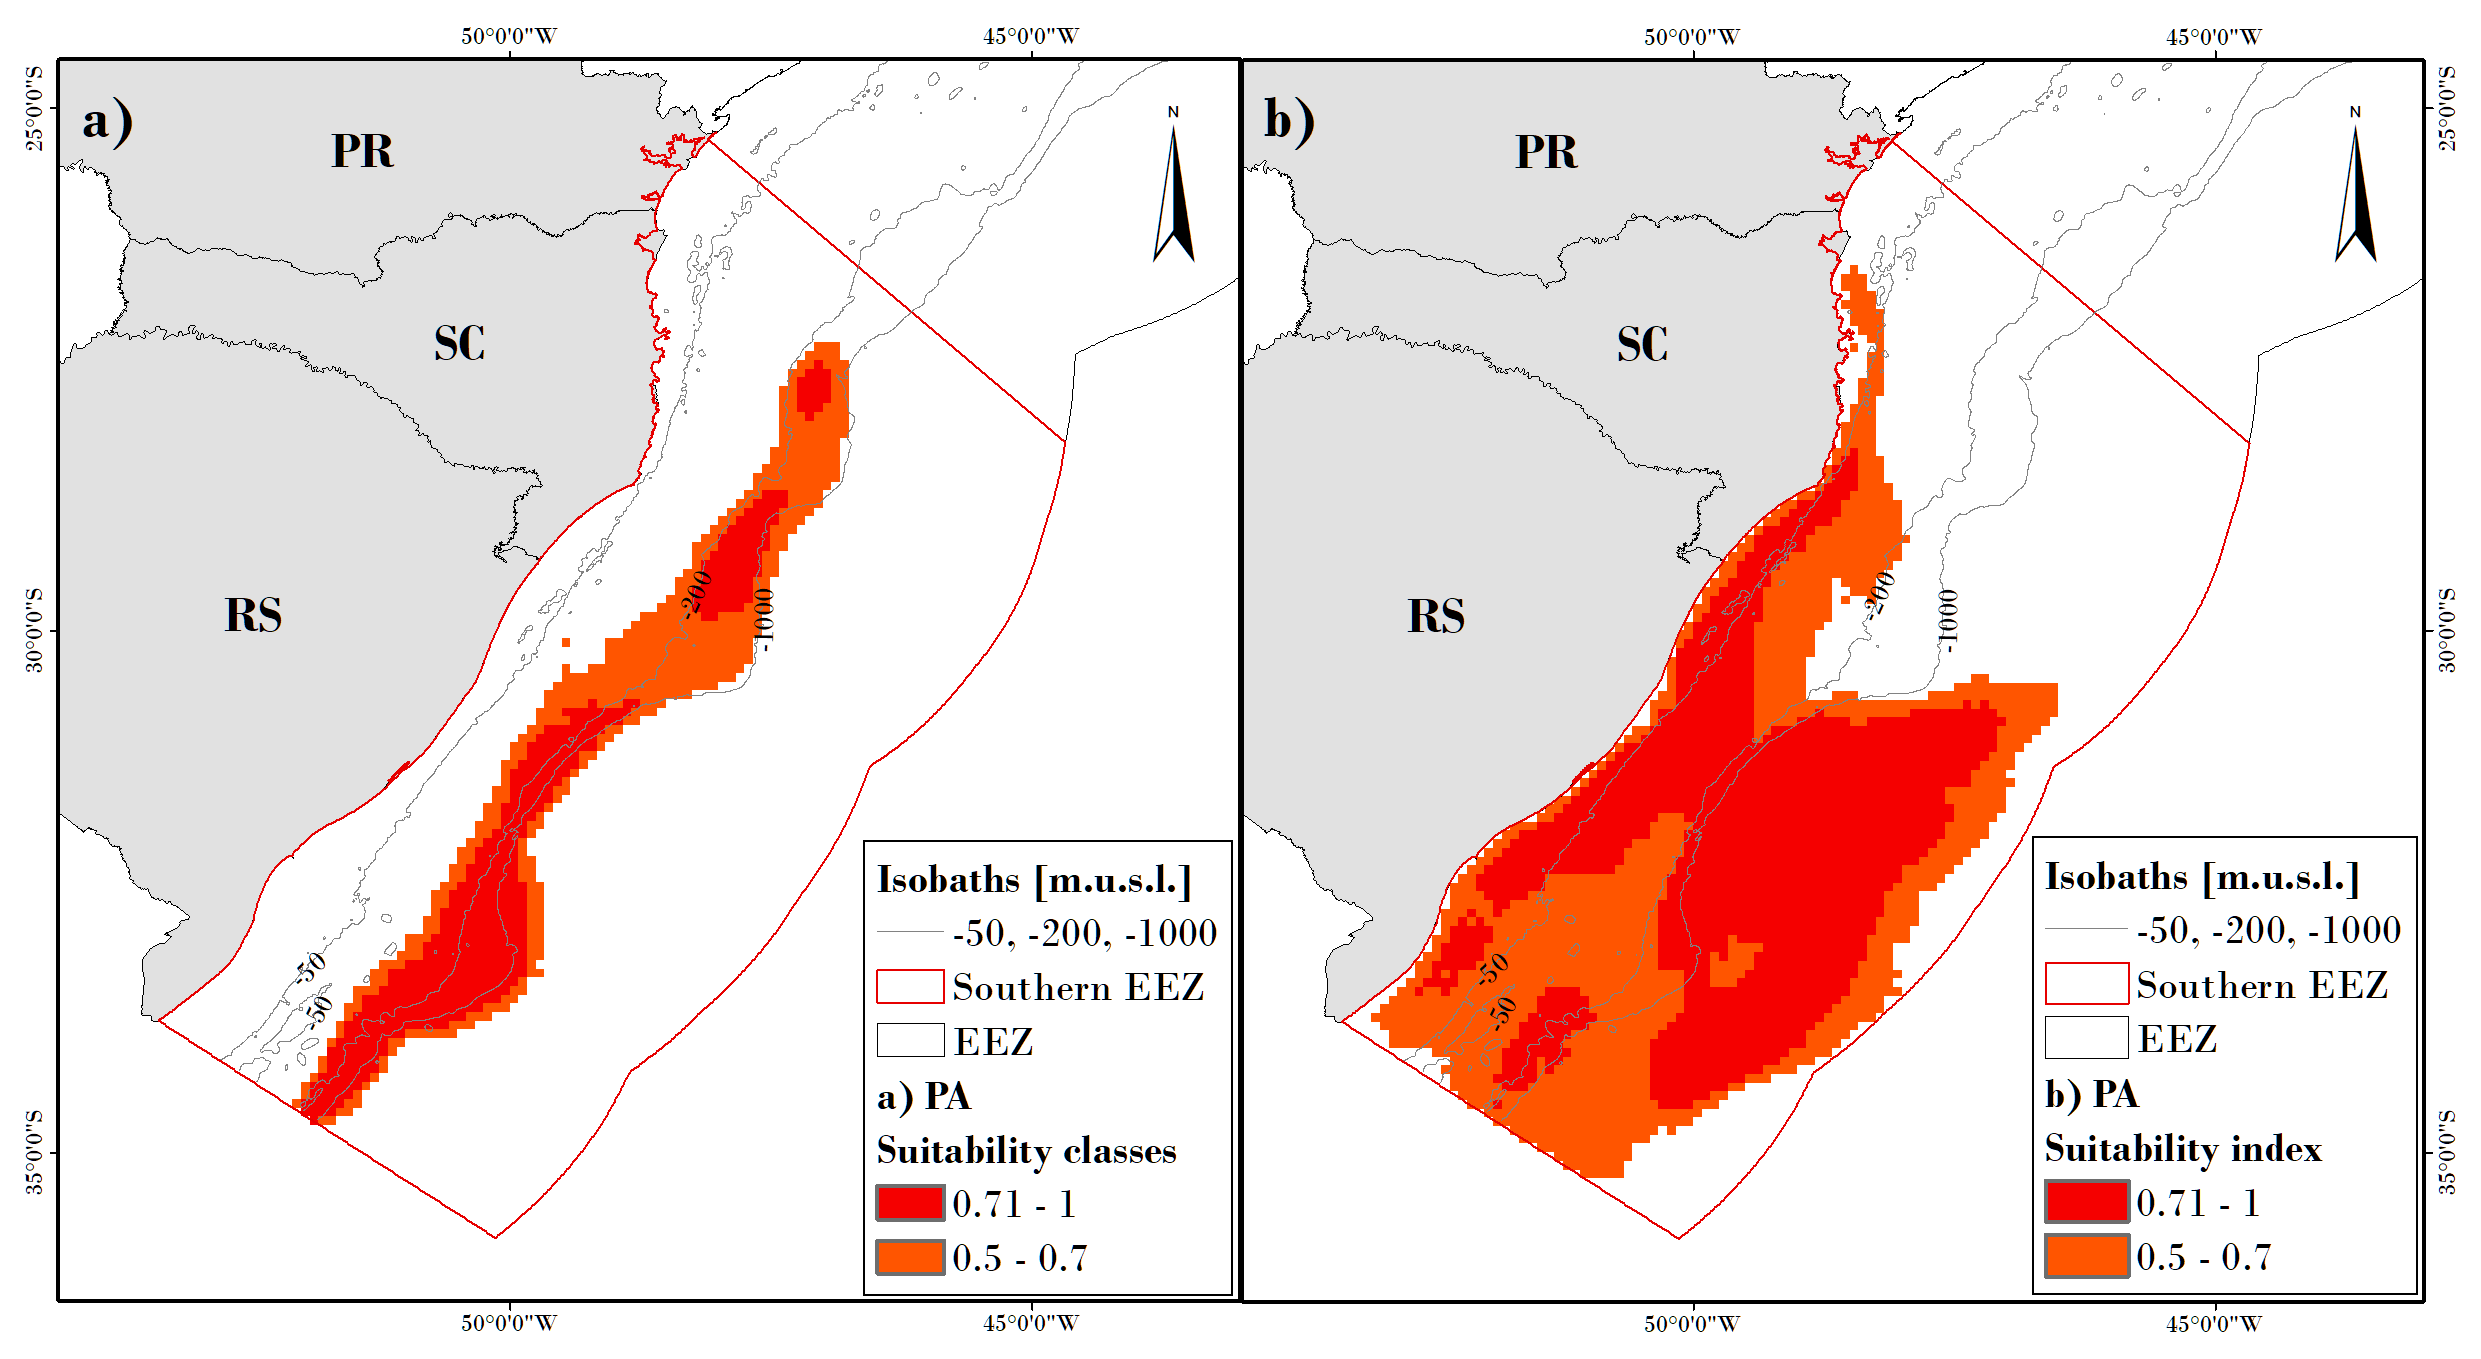 50°0'0"W 45°0'0"W 50°0'0"W 45°0'0"W
25°0'0"S
30°0'0"S
35°0'0"S
a)
N
PR
SC
RS
-200
-1000
-50
-50
Isobaths [m.u.s.l.]
-50, -200, -1000
Southern EEZ
EEZ
a) PA
Suitability classes
0.71 - 1
0.5 - 0.7
b)
N
PR
SC
RS
-200
-1000
-50
-50
Isobaths [m.u.s.l.]
-50, -200, -1000
Southern EEZ
EEZ
b) PA
Suitability index
0.71 - 1
0.5 - 0.7
25°0'0"S
30°0'0"S
35°0'0"S
50°0'0"W 45°0'0"W 50°0'0"W 45°0'0"W